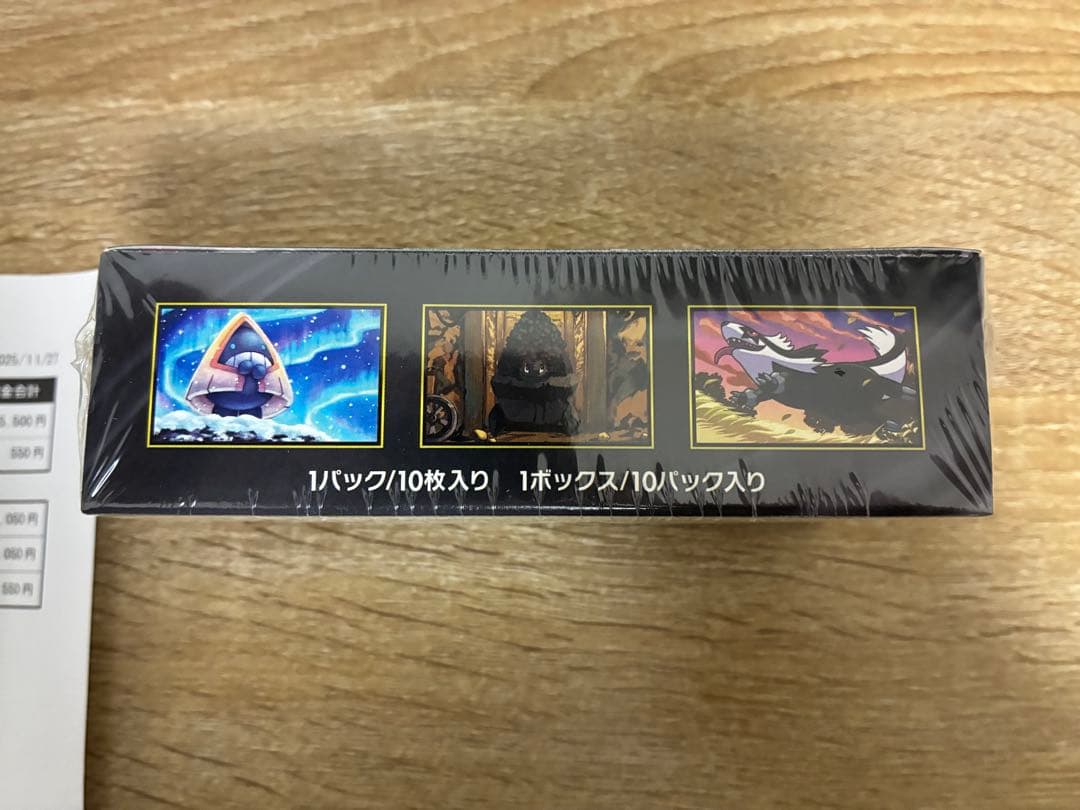 025/11/27
金合計
5,500円
550円
,050円
,050円
550円
1パック/10枚入り　1ボックス/10パック入り